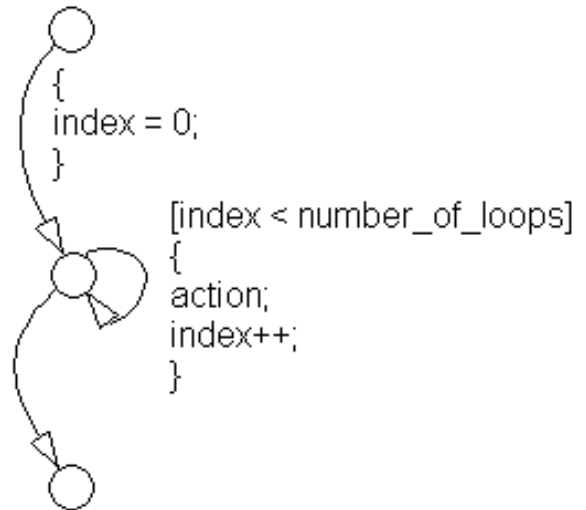 {
index = 0;
}
[index < number_of_loops]
{
action;
index++;
}